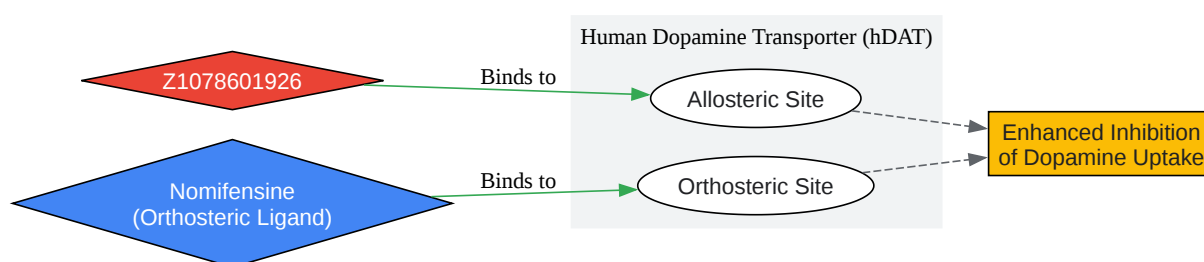 Human Dopamine Transporter (hDAT)
Z1078601926
Binds to
Allosteric Site
Enhanced Inhibition
of Dopamine Uptake
Nomifensine
(Orthosteric Ligand)
Binds to
Orthosteric Site